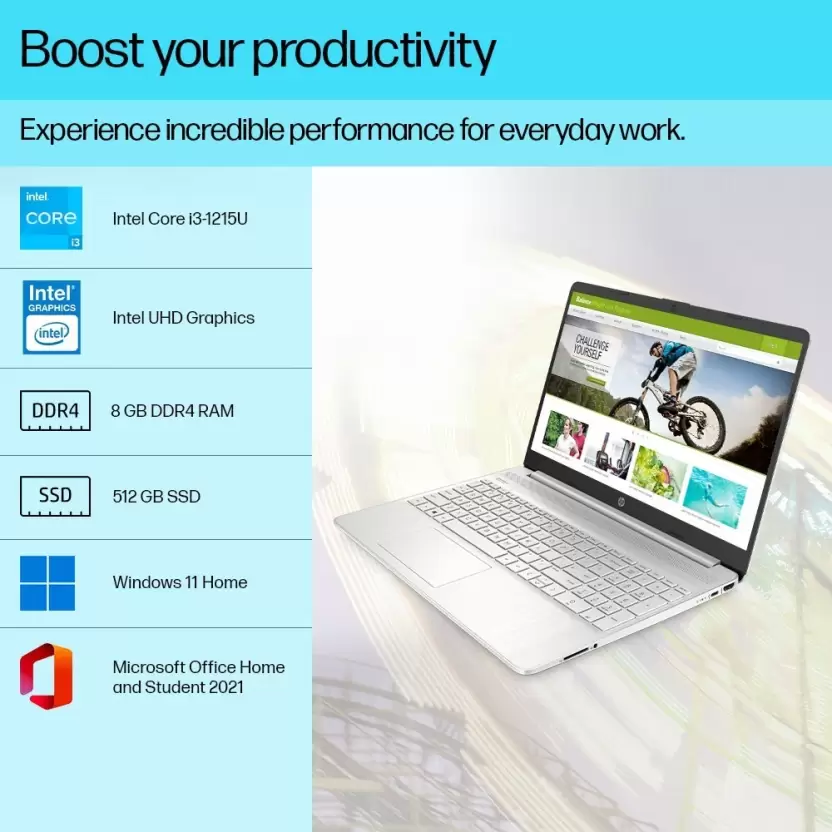 Boost your productivity
Experience incredible performance for everyday work.
intel
CORE
i3
Intel Core i3-1215U
Intel®
GRAPHICS
intel
Intel UHD Graphics
DDR4
8 GB DDR4 RAM
SSD
512 GB SSD
Windows 11 Home
Microsoft Office Home
and Student 2021
CHALLENGE
YOURSELF
hp